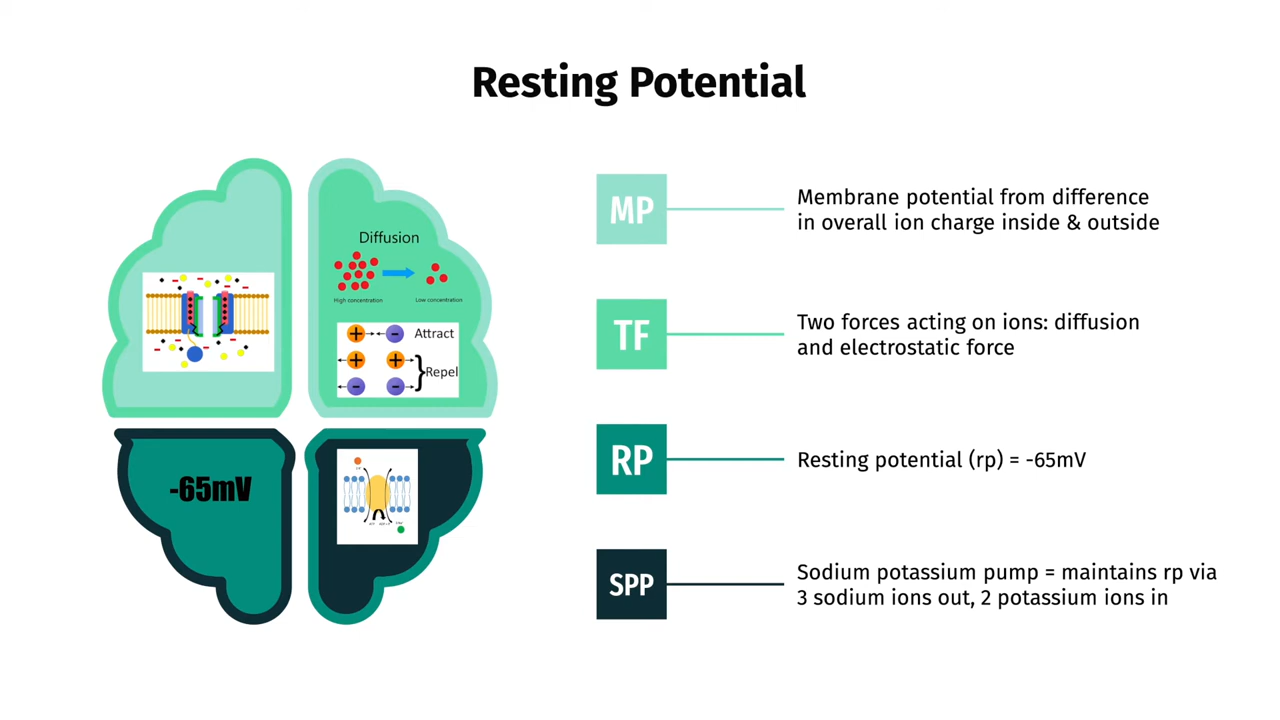 Resting Potential
Diffusion
High concentration
Low concentration
+ - Attract
+ +
Repel
- -
-65mV
MP
Membrane potential from difference
in overall ion charge inside & outside
TF
Two forces acting on ions: diffusion
and electrostatic force
RP
Resting potential (rp) = -65mV
SPP
Sodium potassium pump = maintains rp via
3 sodium ions out, 2 potassium ions in